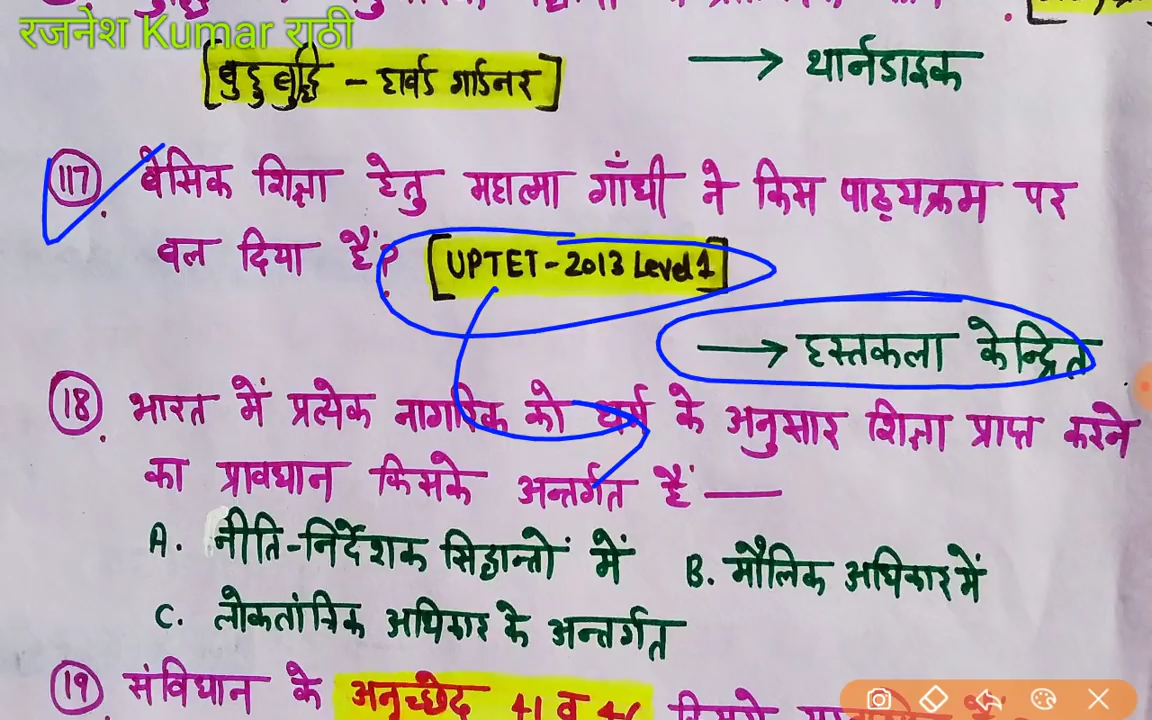 रजनेश Kumar राठी
[बुद्दु बुद्धि - हार्वर्ड गार्डनर] → थार्नडाइक
117. बैसिक शिक्षा हेतु महात्मा गाँधी ने किस पाठ्यक्रम पर
बल दिया हैं? [UPTET-2013 Level 1]
→ हस्तकला केन्द्रित
18. भारत में प्रत्येक नागरिक को धर्म के अनुसार शिक्षा प्राप्त करने
का प्रावधान किसके अन्तर्गत हैं —
A. नीति-निर्देशक सिद्धान्तों में B. मौलिक अधिकार में
C. लोकतांत्रिक अधिकार के अन्तर्गत
19. संविधान के अनुच्छेद 41 व